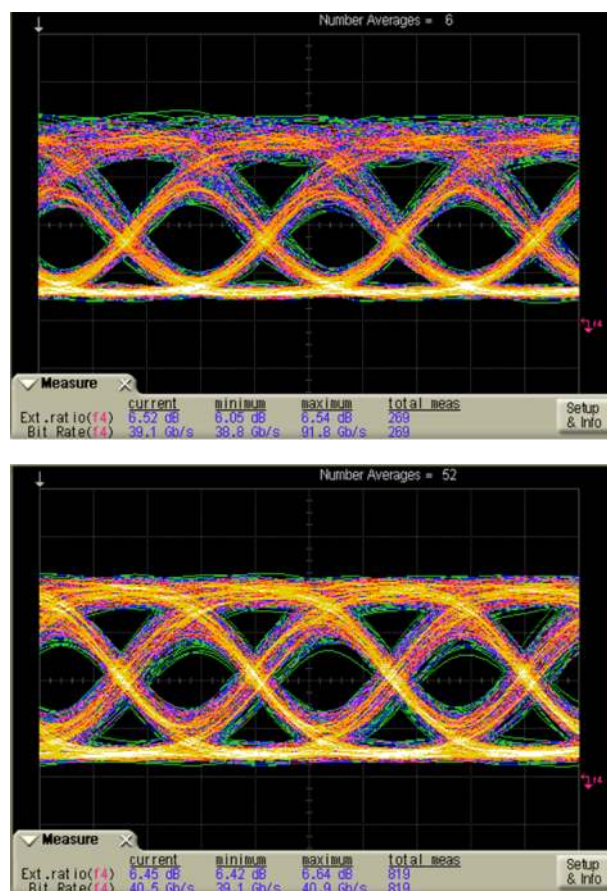 Number Averages = 6
f4
Measure
current minimum maximum total meas
Ext.ratio(f4) 6.52 dB 6.05 dB 6.54 dB 269
Bit Rate(f4) 39.1 Gb/s 38.8 Gb/s 91.8 Gb/s 269
Setup
& Info
Number Averages = 52
f4
Measure
current minimum maximum total meas
Ext.ratio(f4) 6.45 dB 6.42 dB 6.64 dB 819
Bit Rate(f4) 40.5 Gb/s 39.1 Gb/s 40.9 Gb/s 819
Setup
& Info